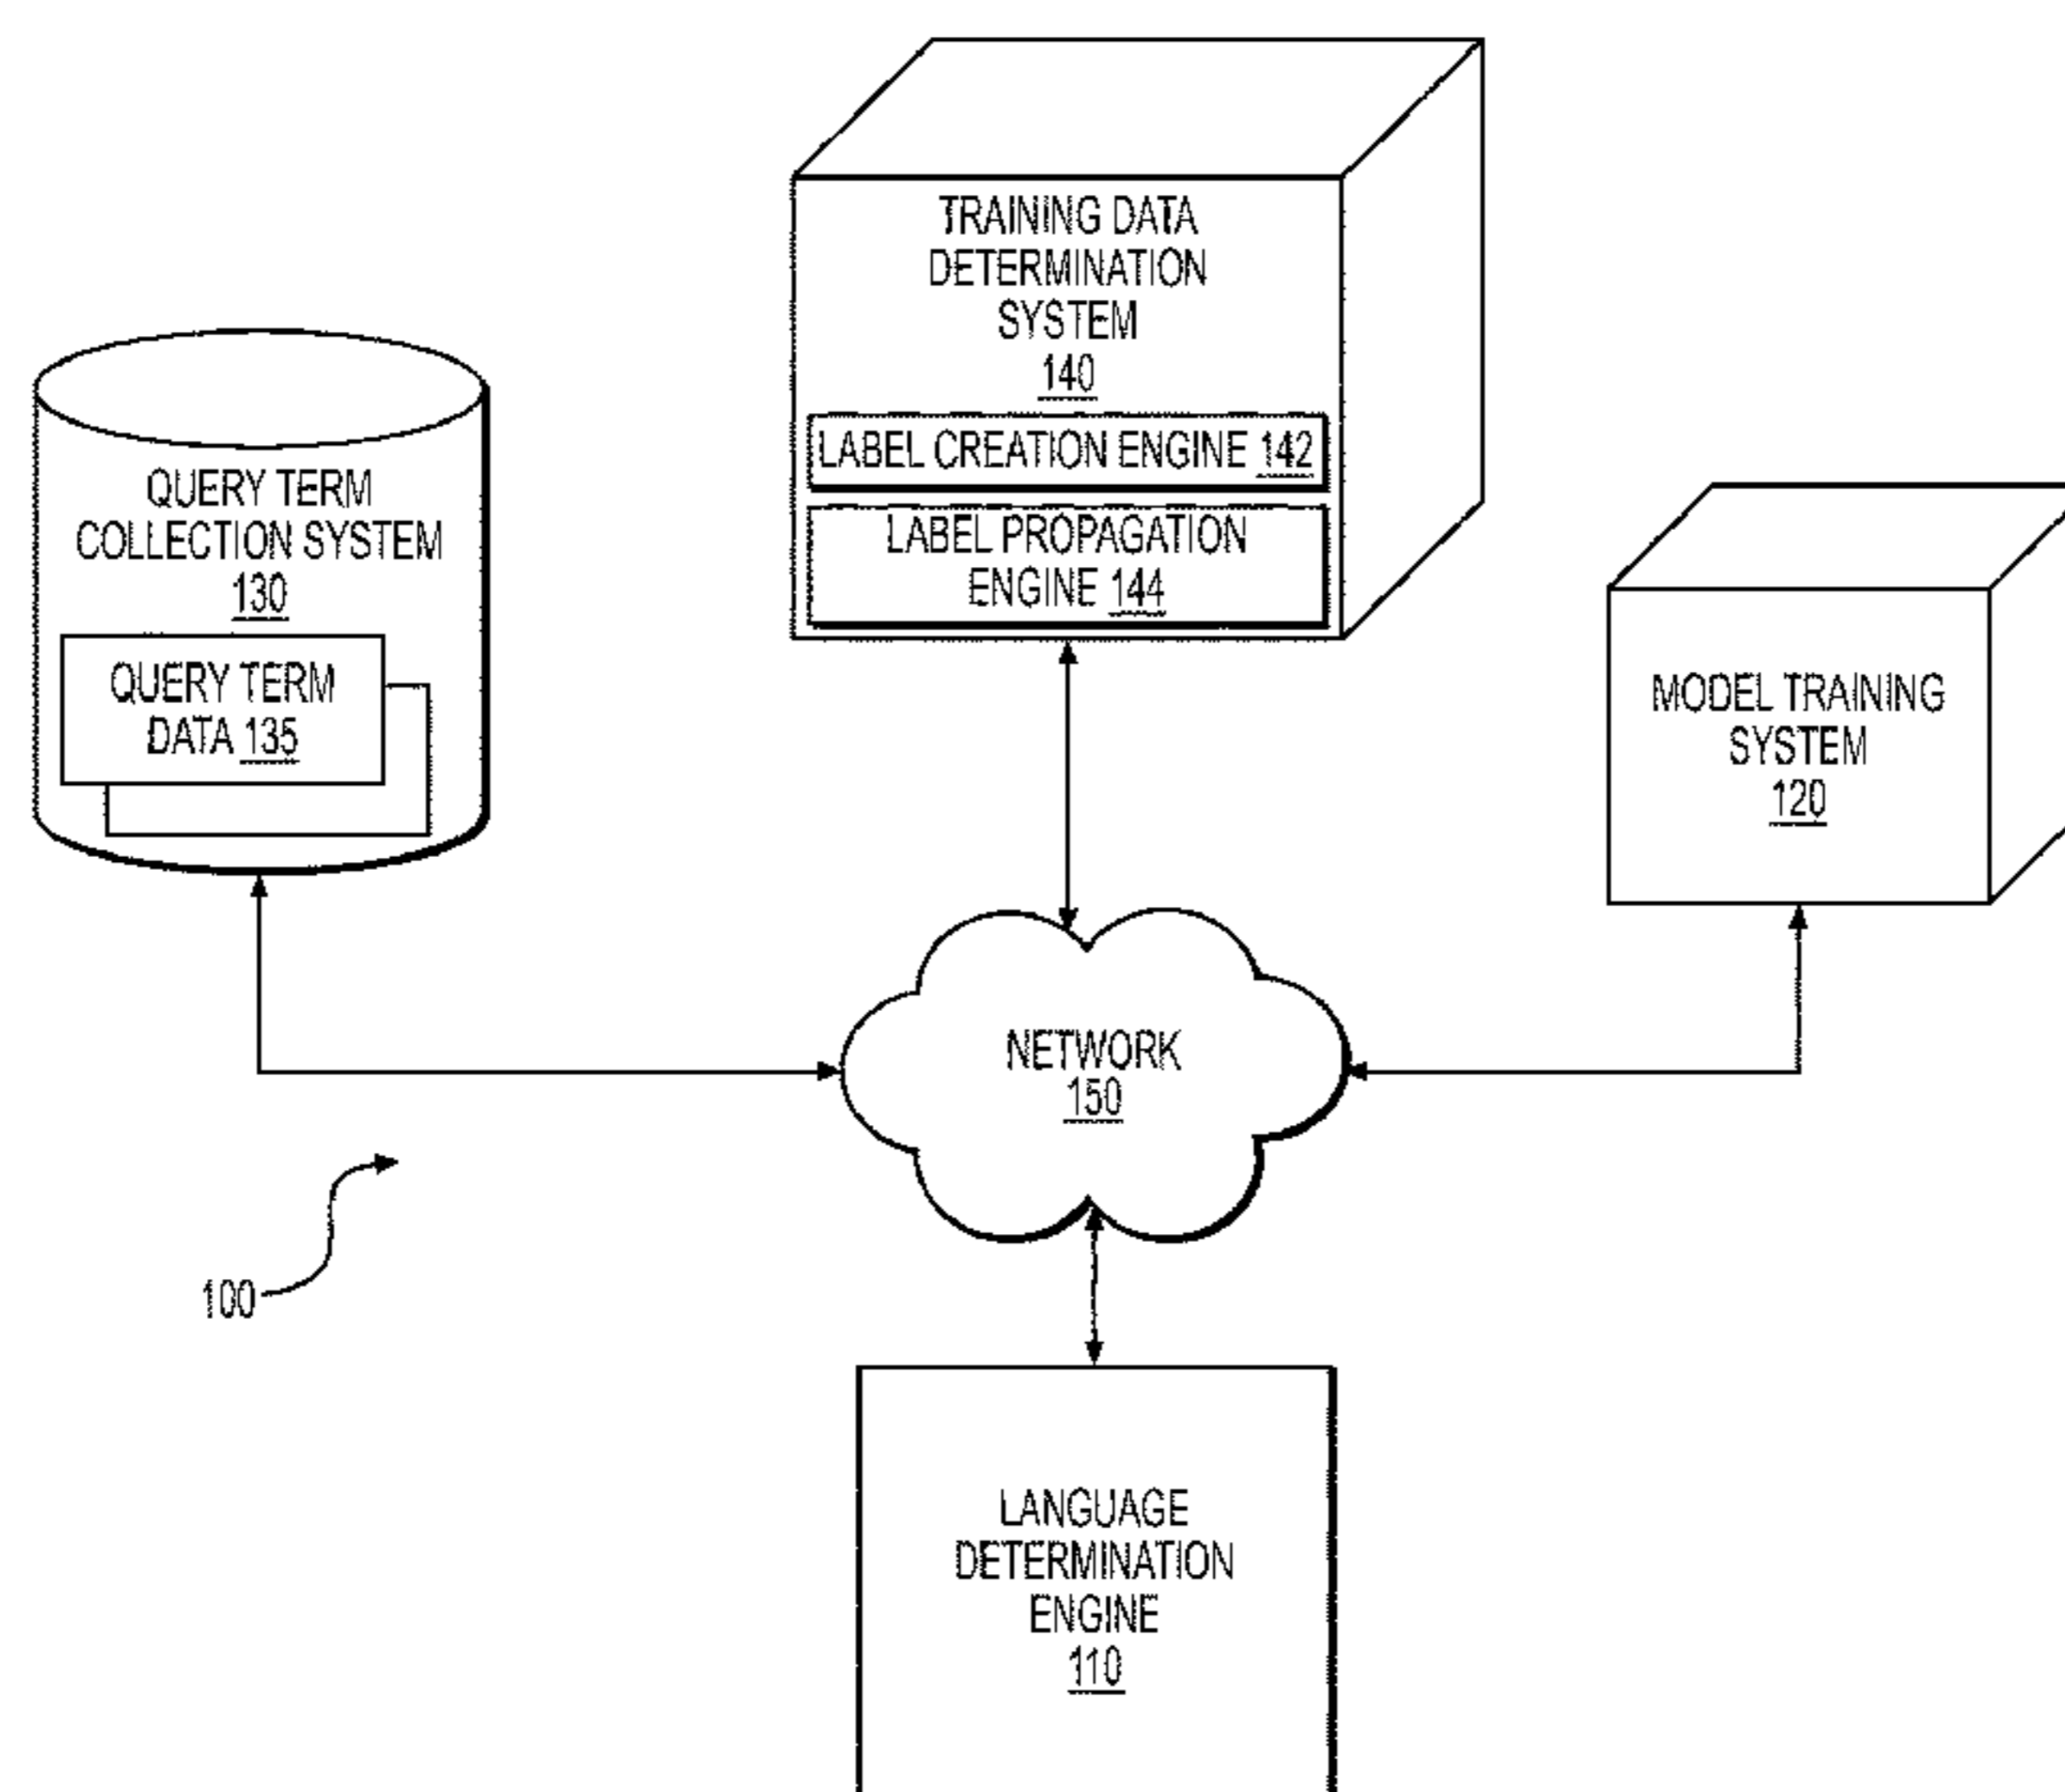 TRAINING DATA
DETERMINATION
SYSTEM
140
LABEL CREATION ENGINE 142
LABEL PROPAGATION
ENGINE 144
QUERY TERM
COLLECTION SYSTEM
130
QUERY TERM
DATA 135
MODEL TRAINING
SYSTEM
120
NETWORK
150
100
LANGUAGE
DETERMINATION
ENGINE
110